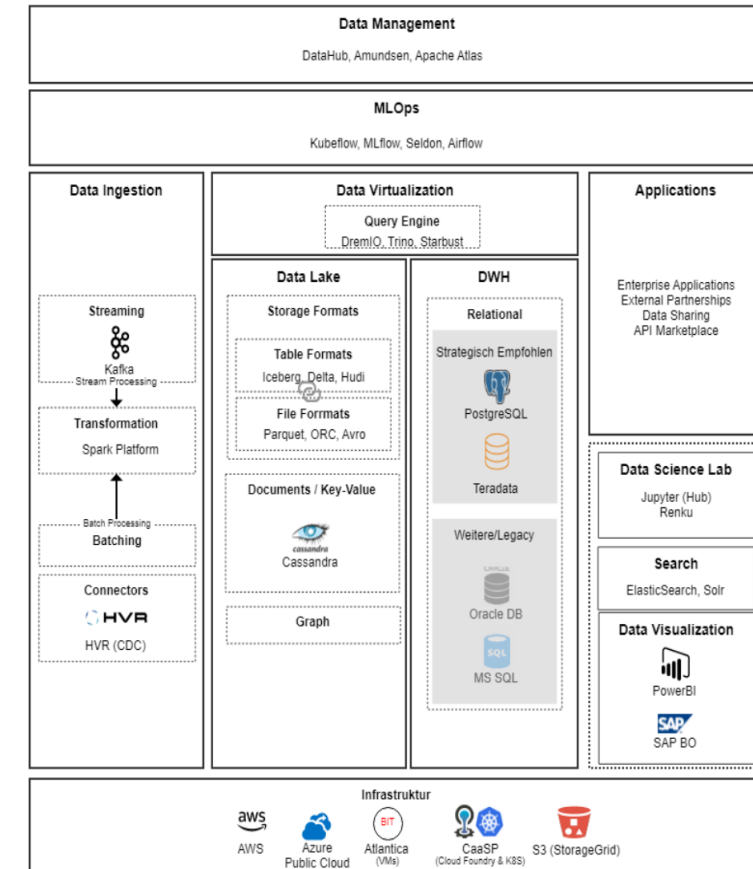 Data Management
DataHub, Amundsen, Apache Atlas
MLOps
Kubeflow, MLflow, Seldon, Airflow
Data Ingestion
Streaming
Kafka
Stream Processing
Transformation
Spark Platform
Batch Processing
Batching
Connectors
HVR
HVR (CDC)
Data Virtualization
Query Engine
DremIO, Trino, Starbust
Data Lake
Storage Formats
Table Formats
Iceberg, Delta, Hudi
File Forrmats
Parquet, ORC, Avro
Documents / Key-Value
cassandra
Cassandra
Graph
DWH
Relational
Strategisch Empfohlen
PostgreSQL
Teradata
Weitere/Legacy
ORACLE
Oracle DB
SQL
MS SQL
Applications
Enterprise Applications
External Partnerships
Data Sharing
API Marketplace
Data Science Lab
Jupyter (Hub)
Renku
Search
ElasticSearch, Solr
Data Visualization
PowerBI
SAP
SAP BO
Infrastruktur
aws
AWS
Azure
Public Cloud
BIT
Atlantica
(VMs)
CaaSP
(Cloud Foundry & K8S)
S3 (StorageGrid)